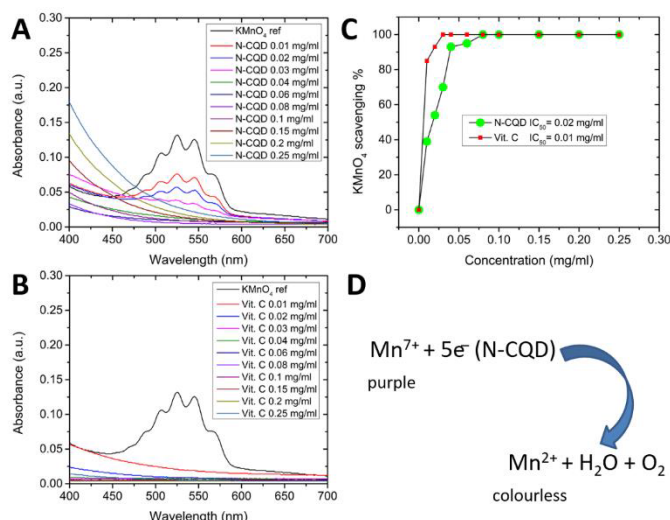 A
Absorbance (a.u.)
0.30
0.25
0.20
0.15
0.10
0.05
0.00
400 450 500 550 600 650 700
Wavelength (nm)
KMnO₄ ref
N-CQD 0.01 mg/ml
N-CQD 0.02 mg/ml
N-CQD 0.03 mg/ml
N-CQD 0.04 mg/ml
N-CQD 0.06 mg/ml
N-CQD 0.08 mg/ml
N-CQD 0.1 mg/ml
N-CQD 0.15 mg/ml
N-CQD 0.2 mg/ml
N-CQD 0.25 mg/ml
B
Absorbance (a.u.)
0.30
0.25
0.20
0.15
0.10
0.05
0.00
400 450 500 550 600 650 700
Wavelength (nm)
KMnO₄ ref
Vit. C 0.01 mg/ml
Vit. C 0.02 mg/ml
Vit. C 0.03 mg/ml
Vit. C 0.04 mg/ml
Vit. C 0.06 mg/ml
Vit. C 0.08 mg/ml
Vit. C 0.1 mg/ml
Vit. C 0.15 mg/ml
Vit. C 0.2 mg/ml
Vit. C 0.25 mg/ml
C
KMnO₄ scavenging %
100
80
60
40
20
0
0.00 0.05 0.10 0.15 0.20 0.25 0.30
Concentration (mg/ml)
N-CQD IC₅₀= 0.02 mg/ml
Vit. C IC₅₀= 0.01 mg/ml
D
Mn⁷⁺ + 5e⁻ (N-CQD)
purple
Mn²⁺ + H₂O + O₂
colourless